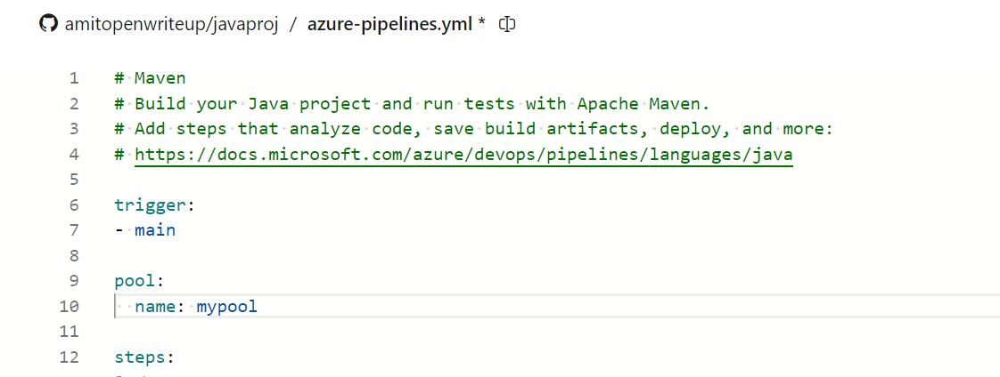 amitopenwriteup/javaproj / azure-pipelines.yml *
1 # Maven
2 # Build your Java project and run tests with Apache Maven.
3 # Add steps that analyze code, save build artifacts, deploy, and more:
4 # https://docs.microsoft.com/azure/devops/pipelines/languages/java
5
6 trigger:
7 - main
8
9 pool:
10   name: mypool
11
12 steps: